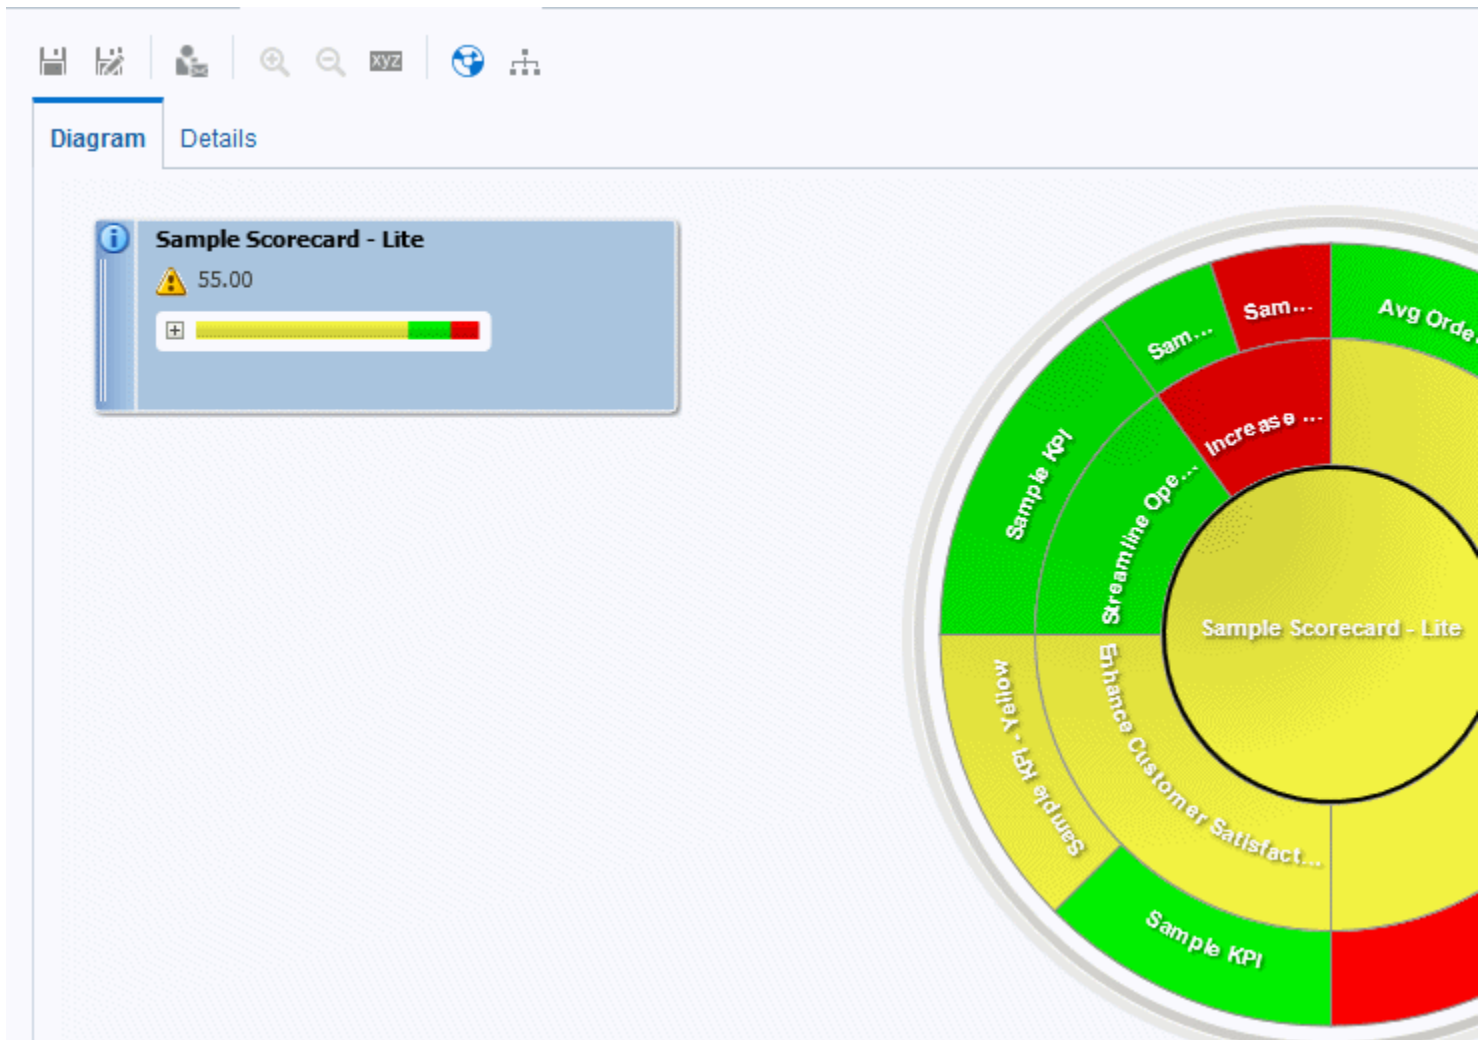 xyz
Diagram
Details
Sample Scorecard - Lite
55.00
Sam...
Sam...
Avg Orde
Sample KPI
Increase ...
Streamline Ope...
Sample Scorecard - Lite
Sample KPI - Yellow
Enhance Customer Satisfact...
Sample KPI